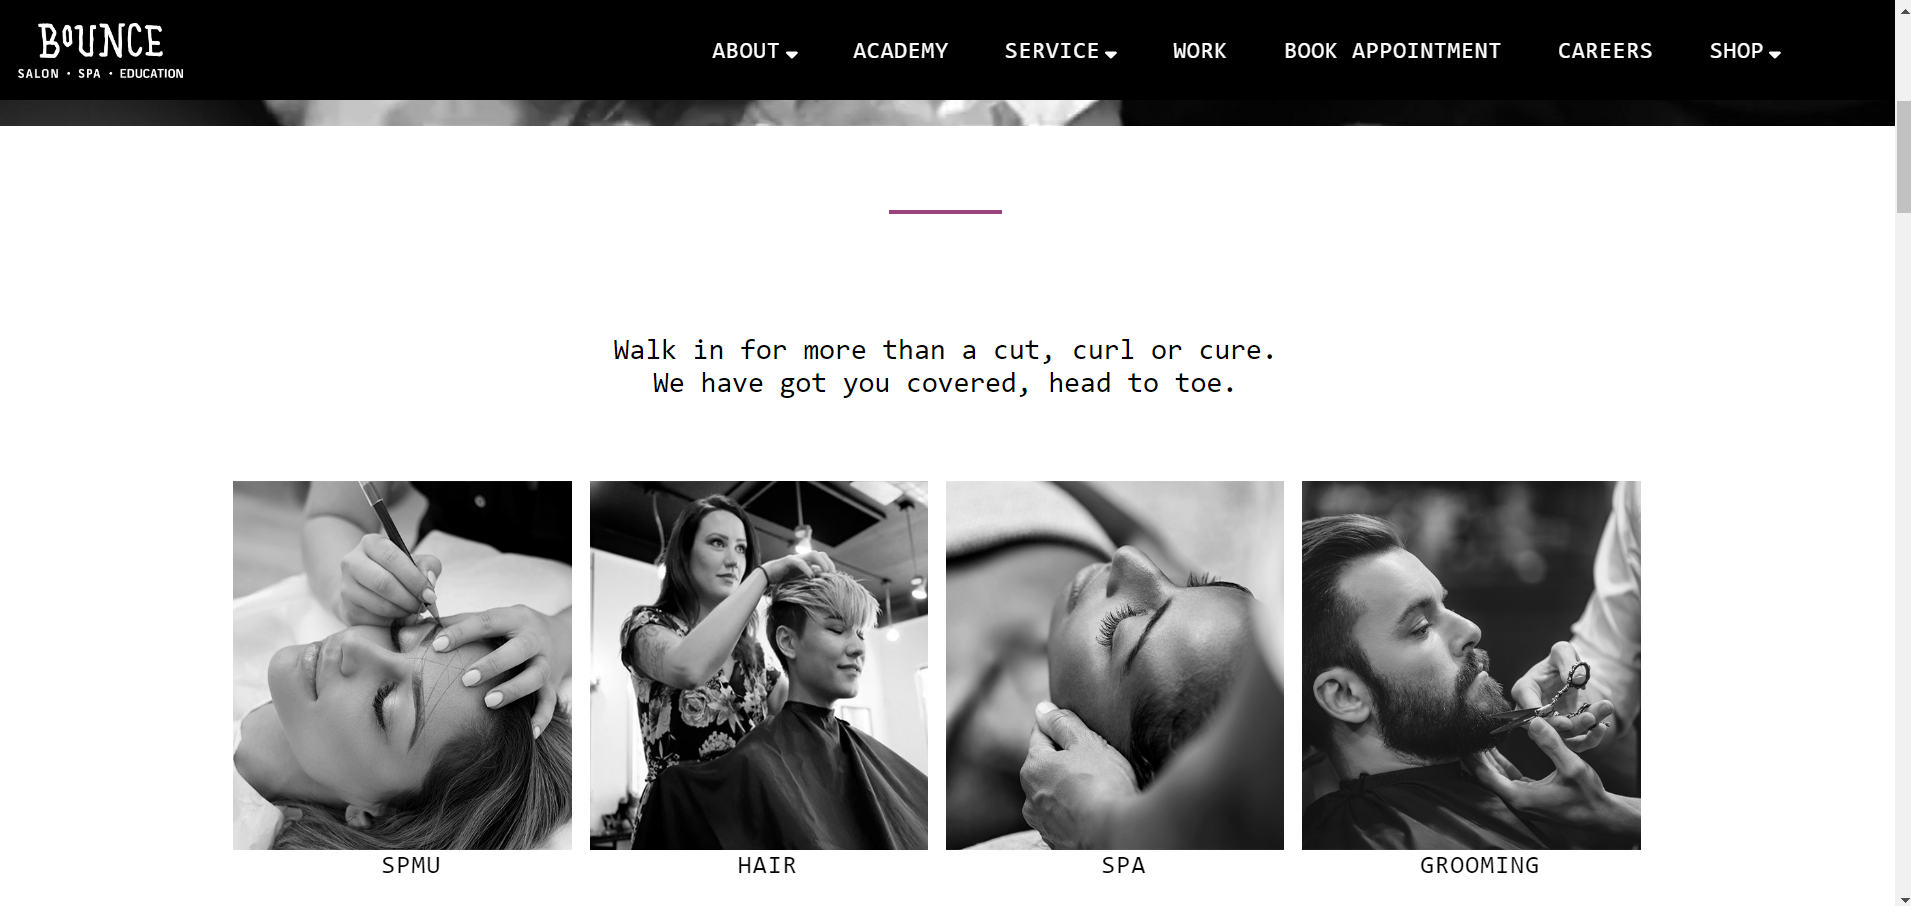 BOUNCE
SALON • SPA • EDUCATION
ABOUT ACADEMY SERVICE WORK BOOK APPOINTMENT CAREERS SHOP
Walk in for more than a cut, curl or cure.
We have got you covered, head to toe.
SPMU HAIR SPA GROOMING